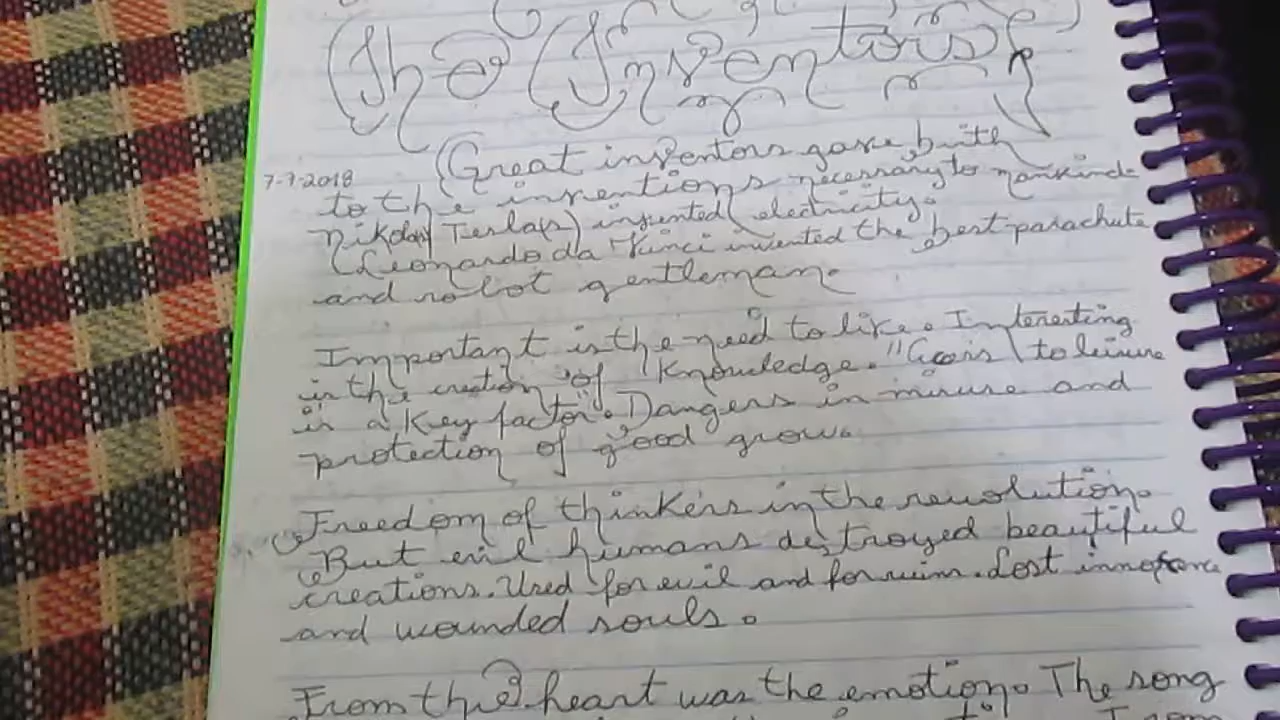 The Inventors
7-7-2018
Great inventors gave birth
to the inventions necessary to mankind.
Nikolay Teslas invented electricity.
Leonardo da Vinci invented the best parachute
and robot gentleman.
Important is the need to like. Interesting
is the creation of knowledge. to leisure
is a key factor. Dangers in misuse and
protection of good grow.
Freedom of thinkers in the revolution.
But evil humans destroyed beautiful
creations. Used for evil and for ruin. Lost
and wounded souls.
From the heart was the emotion. The song